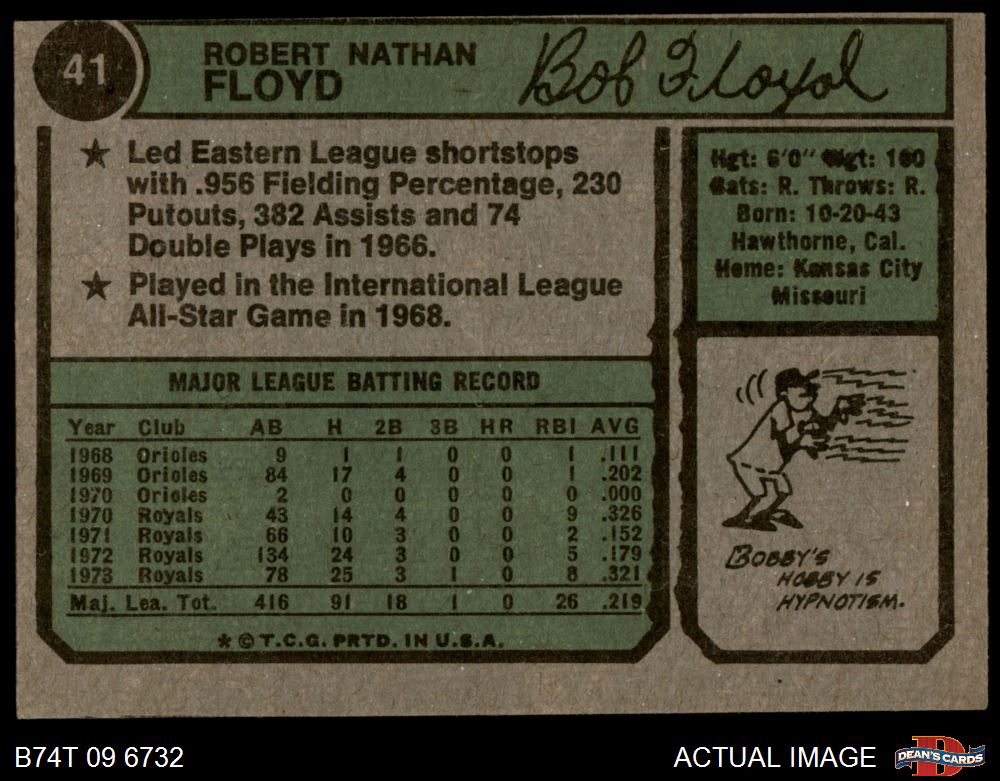 41
ROBERT NATHAN
FLOYD
Bob Floyd
★ Led Eastern League shortstops
with .956 Fielding Percentage, 230
Putouts, 382 Assists and 74
Double Plays in 1966.
★ Played in the International League
All-Star Game in 1968.
Hgt: 6'0" Wgt: 180
Bats: R. Throws: R.
Born: 10-20-43
Hawthorne, Cal.
Home: Kansas City
Missouri
MAJOR LEAGUE BATTING RECORD
Year Club AB H 2B 3B HR RBI AVG
1968 Orioles 9 1 1 0 0 1 .111
1969 Orioles 84 17 4 0 0 1 .202
1970 Orioles 2 0 0 0 0 0 .000
1970 Royals 43 14 4 0 0 9 .326
1971 Royals 66 10 3 0 0 2 .152
1972 Royals 134 24 3 0 0 5 .179
1973 Royals 78 25 3 1 0 8 .321
Maj. Lea. Tot. 416 91 18 1 0 26 .219
* © T.C.G. PRTD. IN U.S.A.
BOBBY'S
HOBBY IS
HYPNOTISM.
B74T 09 6732
ACTUAL IMAGE
D
DEAN'S CARDS